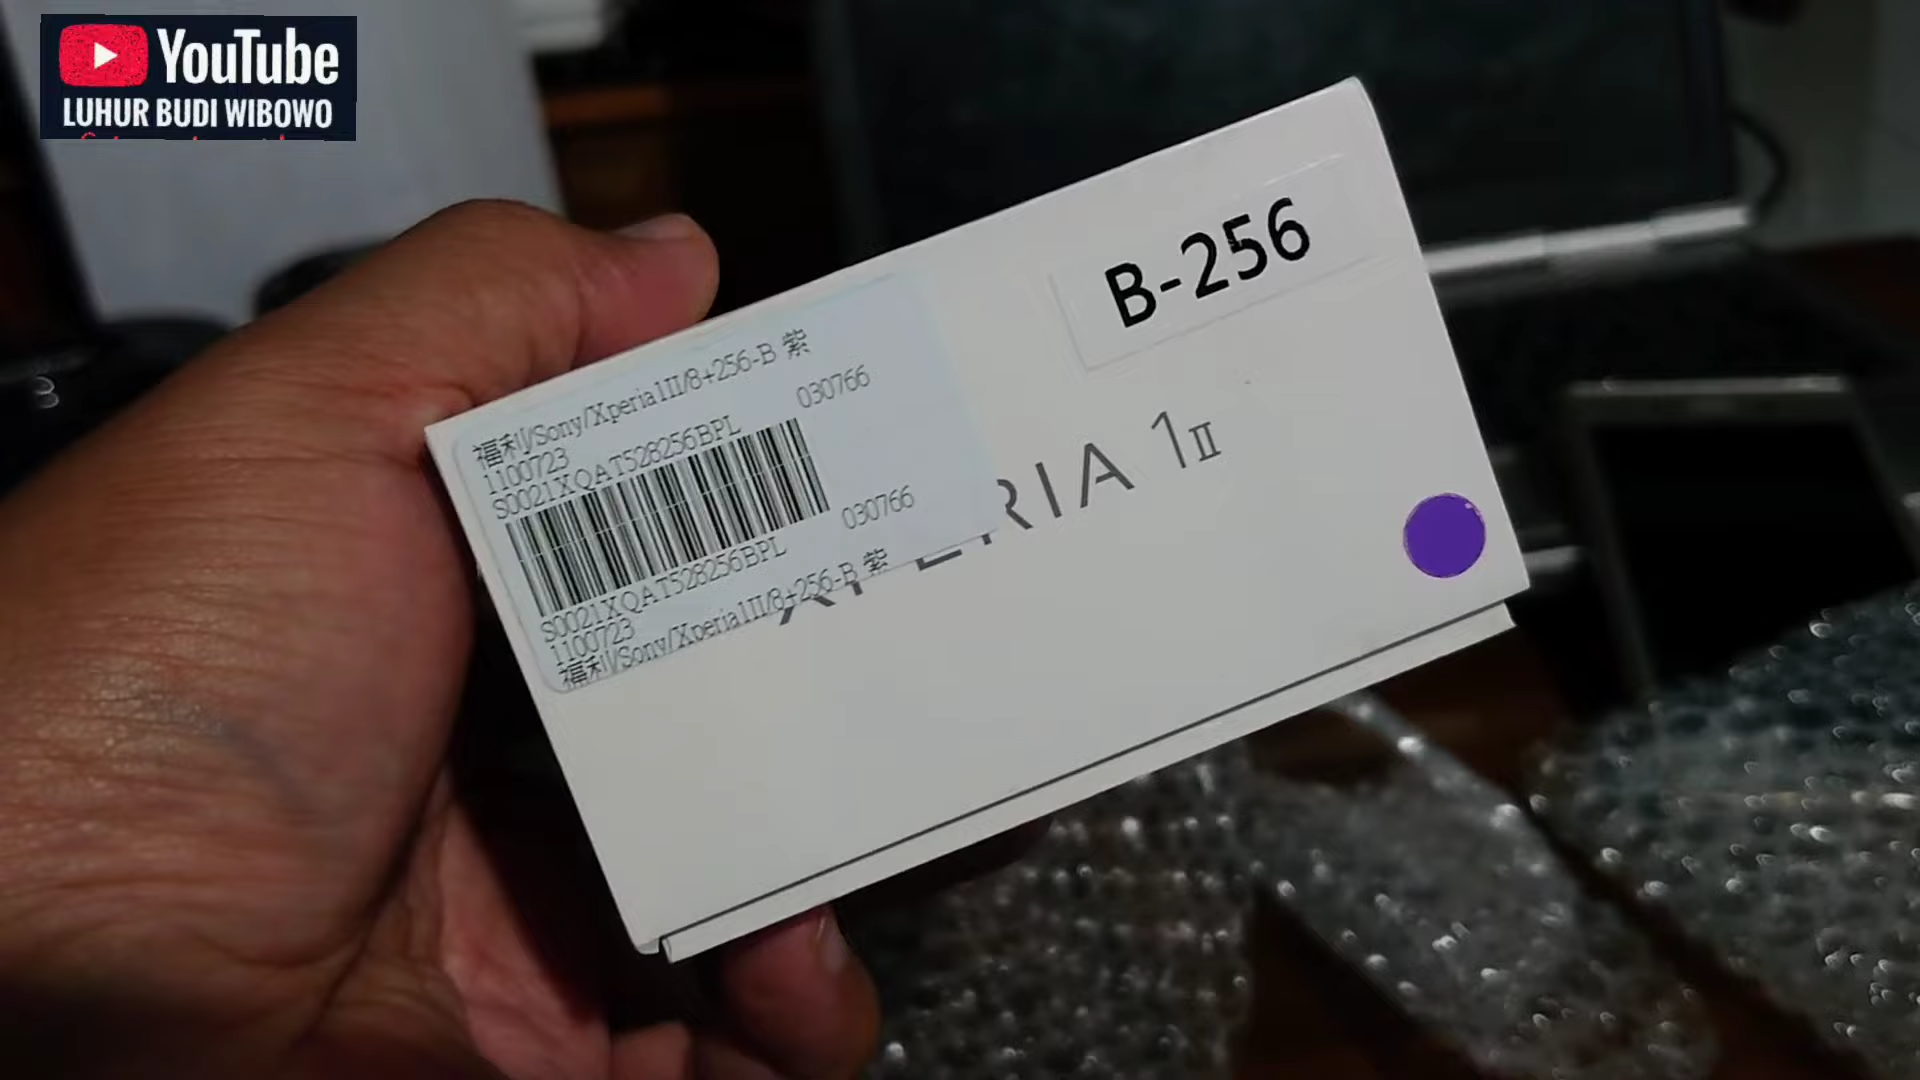 YouTube
LUHUR BUDI WIBOWO
B-256
福利/Sony/Xperia1II/8+256-B 紫
1100723
030766
S0021XQAT528256BPL
030766
S0021XQAT528256BPL
1100723
福利/Sony/Xperia1II/8+256-B 紫
XPERIA 1II